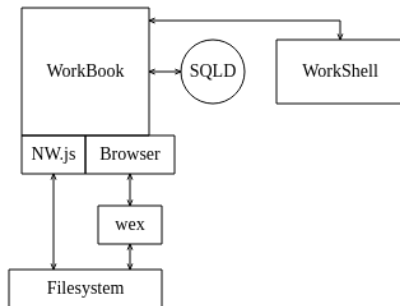 WorkBook
SQLD
WorkShell
NW.js
Browser
wex
Filesystem